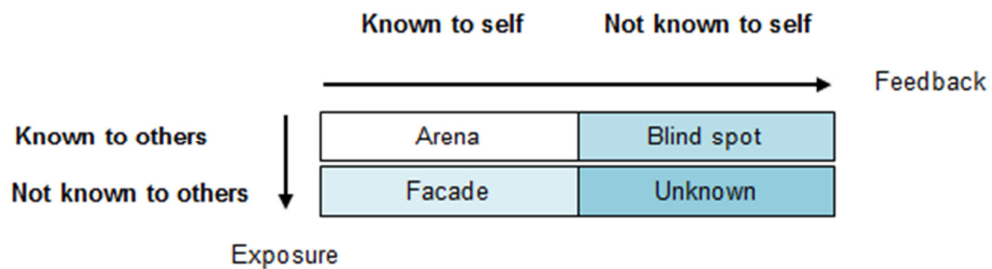 Known to self Not known to self
Feedback
Known to others Arena Blind spot
Not known to others Facade Unknown
Exposure